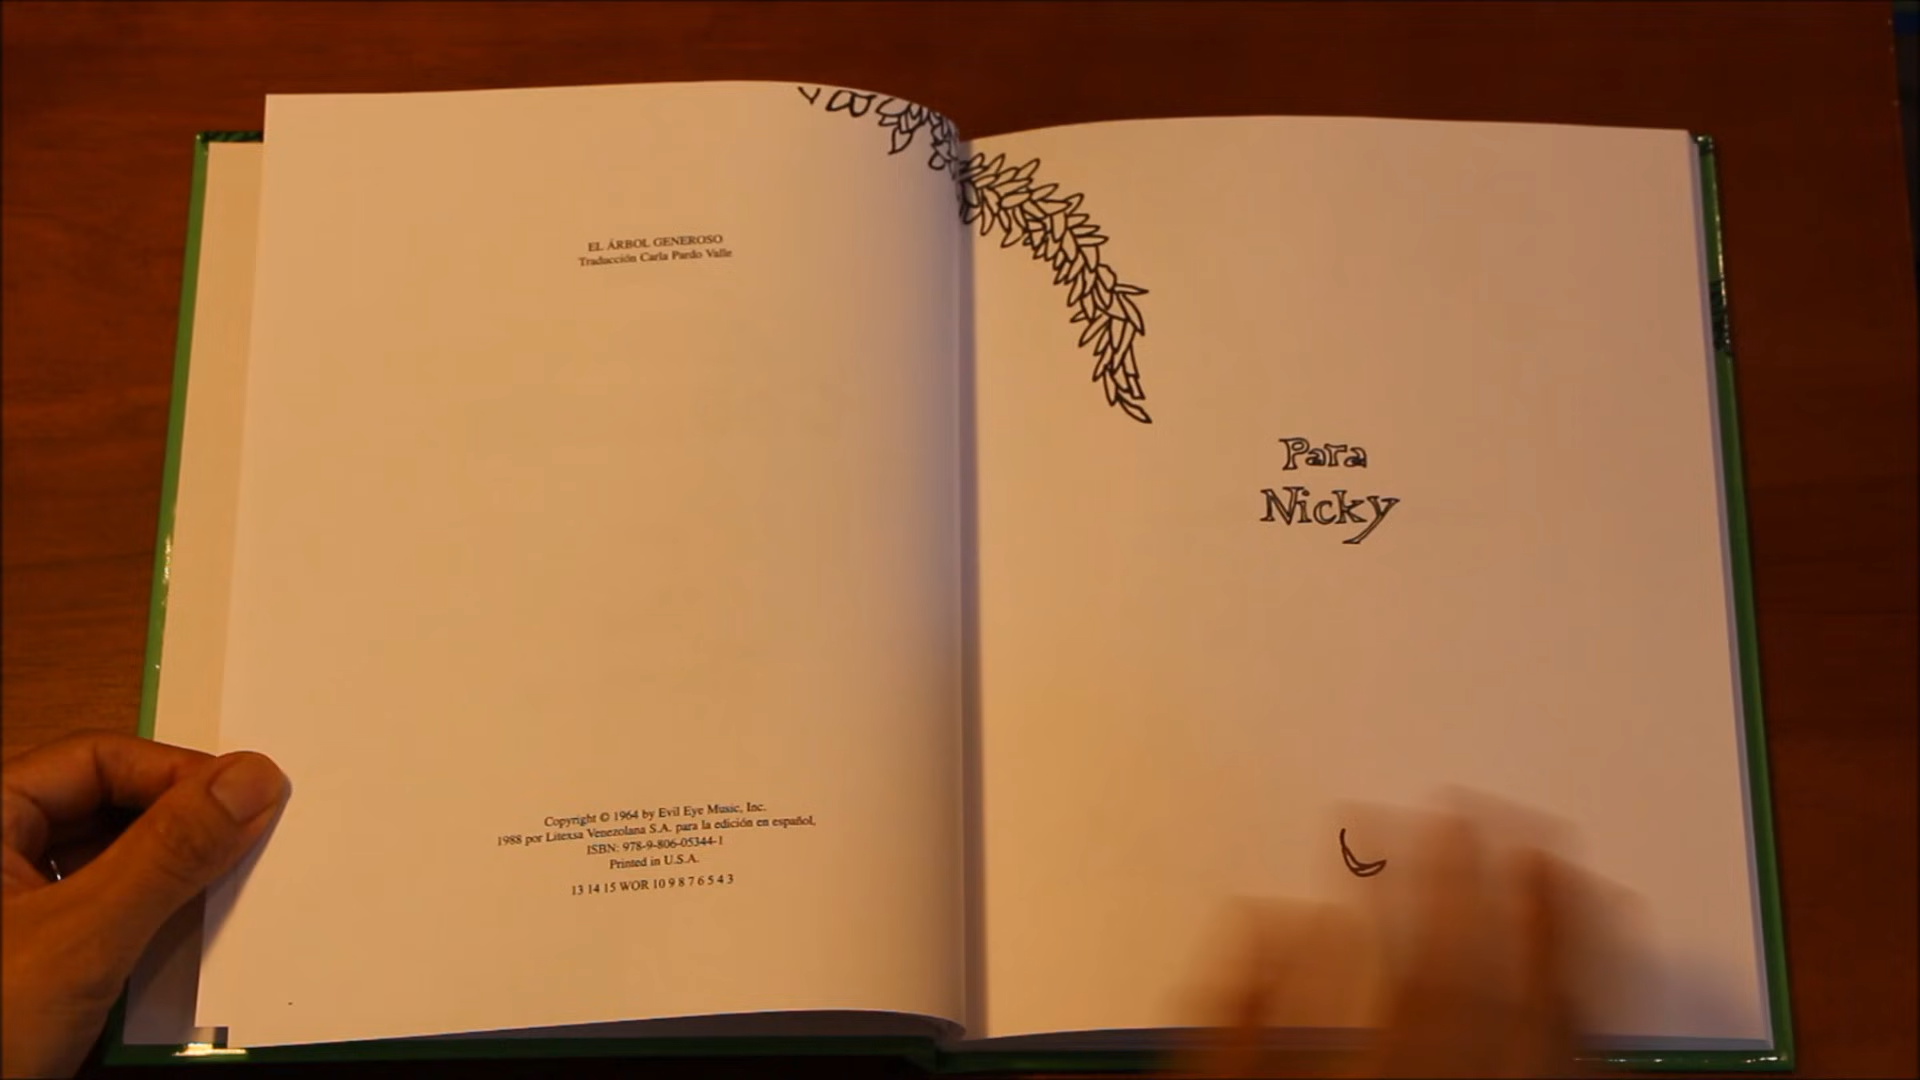 EL ÁRBOL GENEROSO
Traducción Carla Pardo Valle
Copyright © 1964 by Evil Eye Music, Inc.
1988 por Litexsa Venezolana S.A. para la edición en español,
ISBN: 978-9-806-05344-1
Printed in U.S.A.
13 14 15 WOR 10 9 8 7 6 5 4 3
Para
Nicky